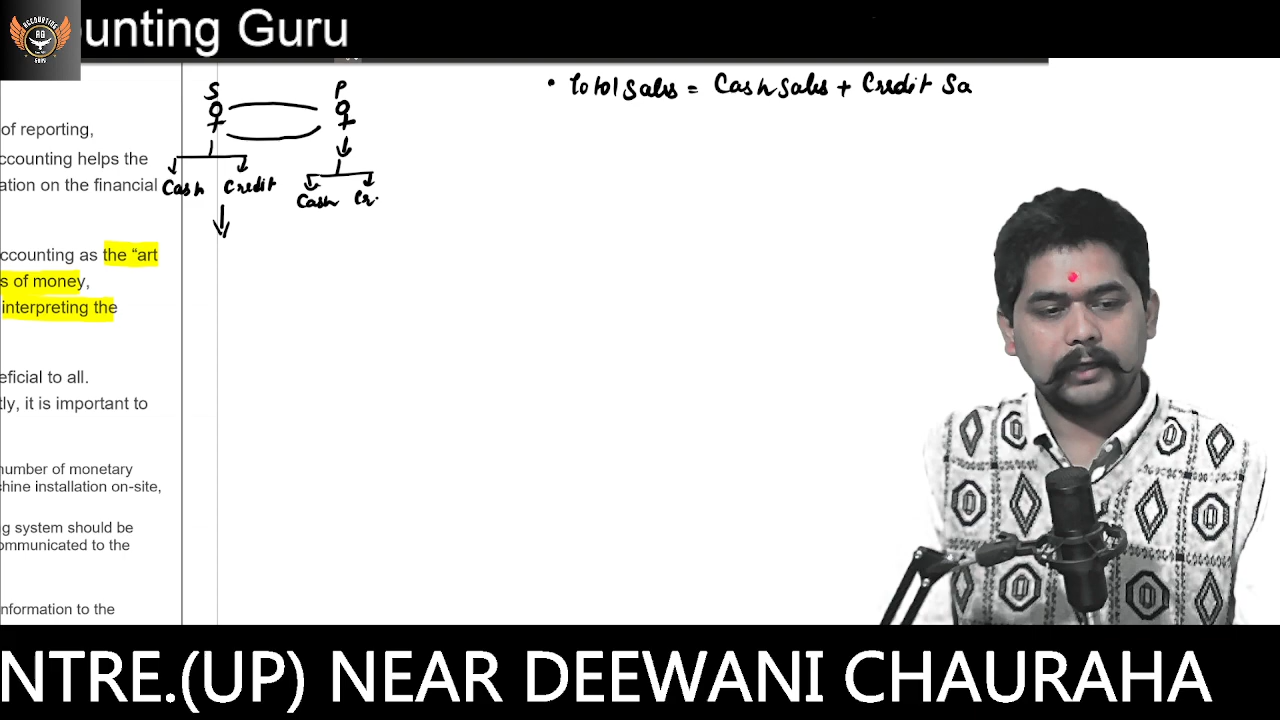 ACCOUNTING
AG
GURU
unting Guru
S P
• Total Sales = Cash Sales + Credit Sa
of reporting,
ccounting helps the
ation on the financial
Cash Credit
Cash Cr.
ccounting as the “art
s of money,
interpreting the
eficial to all.
tly, it is important to
number of monetary
chine installation on-site,
g system should be
ommunicated to the
nformation to the
NTRE.(UP) NEAR DEEWANI CHAURAHA